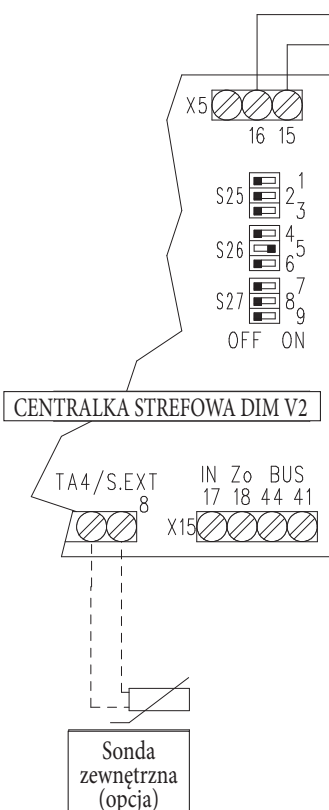 X5
16 15
S25
1
2
3
S26
4
5
6
S27
7
8
9
OFF ON
CENTRALKA STREFOWA DIM V2
TA4/S.EXT
8
IN Zo BUS
17 18 44 41
X15
Sonda
zewnętrzna
(opcja)